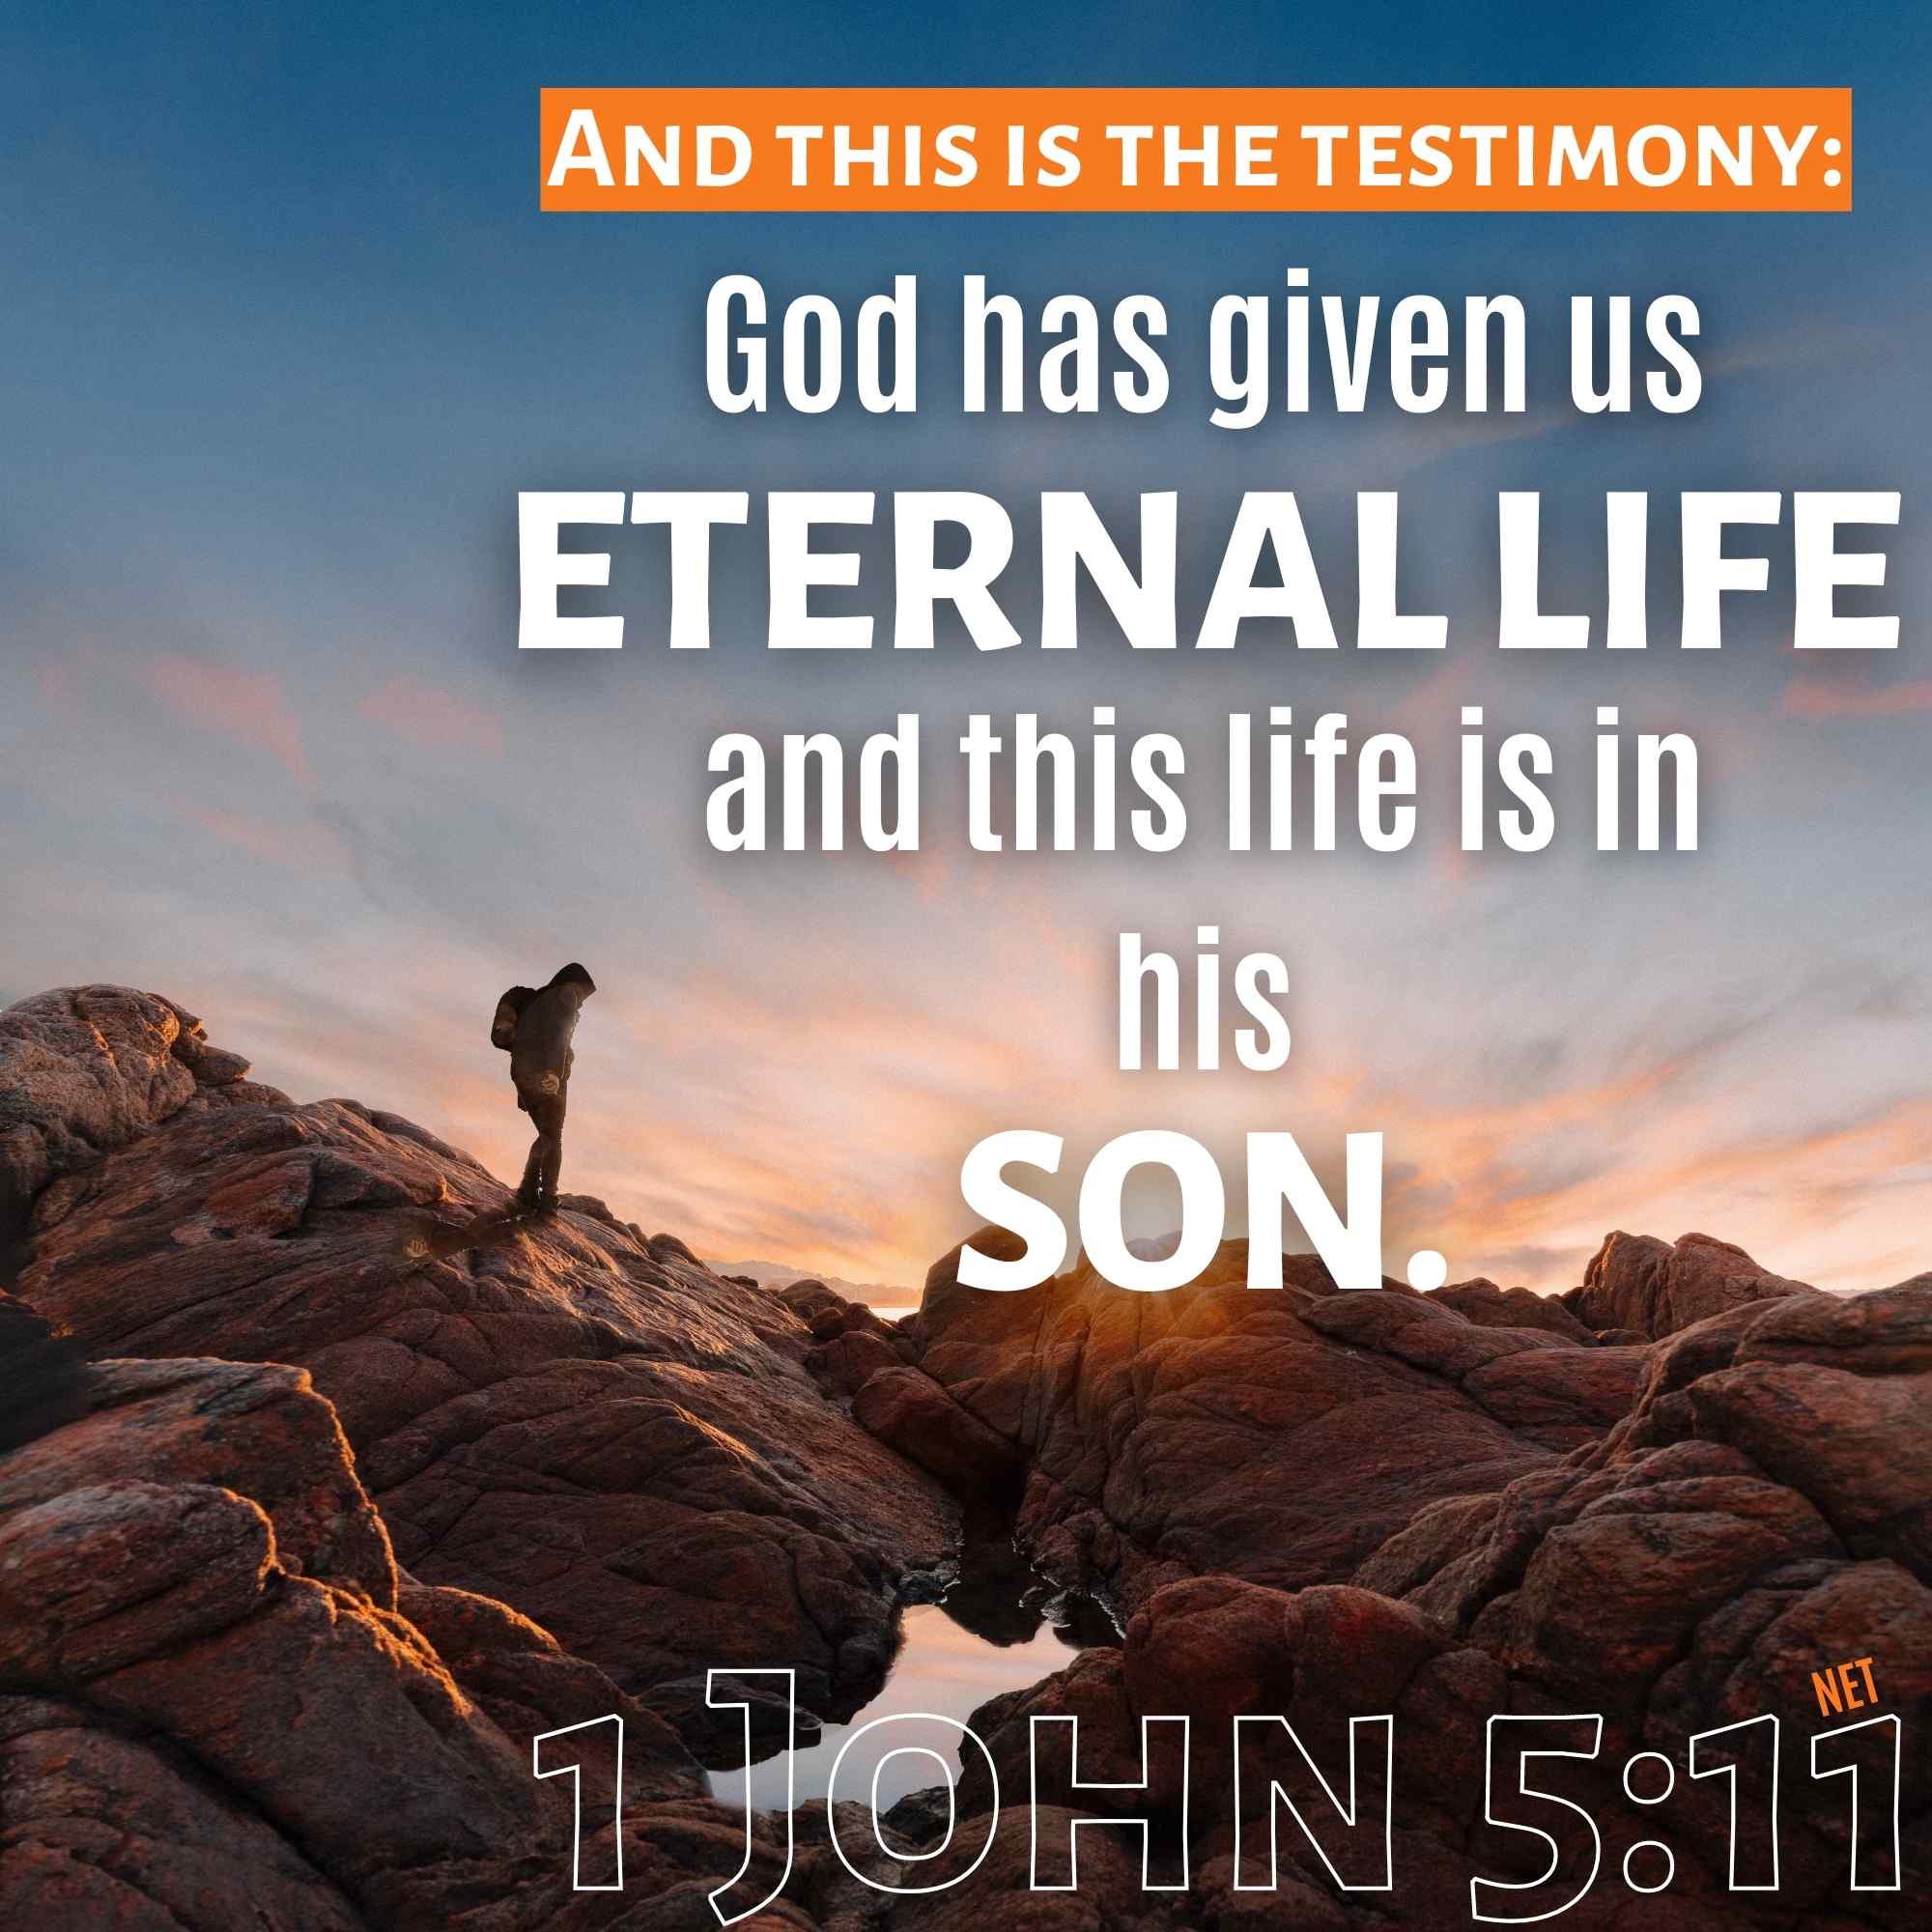 And this is the testimony:
God has given us
ETERNAL LIFE
and this life is in
his
SON.
NET
1 John 5:11